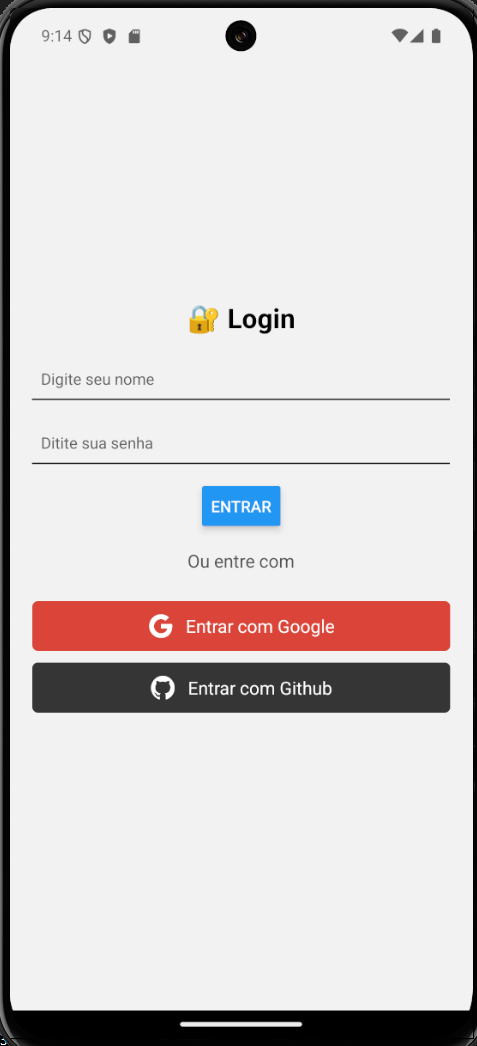 9:14
🔐 Login
Digite seu nome
Ditite sua senha
ENTRAR
Ou entre com
G Entrar com Google
Entrar com Github